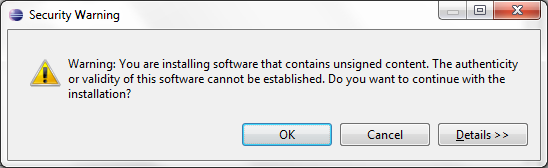 Security Warning
Warning: You are installing software that contains unsigned content. The authenticity
or validity of this software cannot be established. Do you want to continue with the
installation?
OK Cancel Details >>